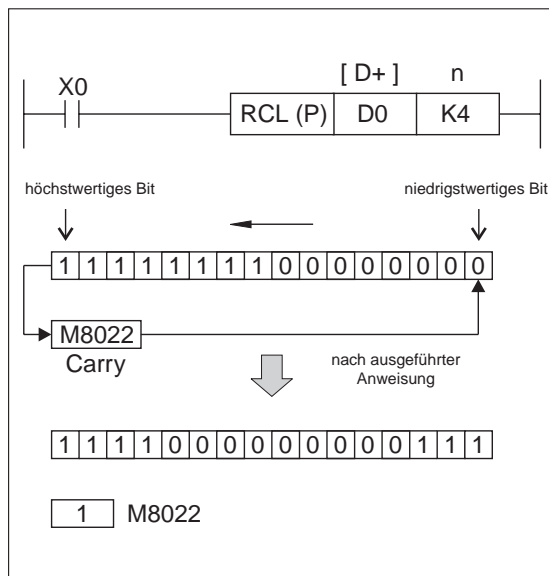 [ D+ ] n
X0
RCL (P) D0 K4
höchstwertiges Bit niedrigstwertiges Bit
1 1 1 1 1 1 1 1 0 0 0 0 0 0 0 0
M8022
Carry
nach ausgeführter
Anweisung
1 1 1 1 0 0 0 0 0 0 0 0 0 1 1 1
1 M8022